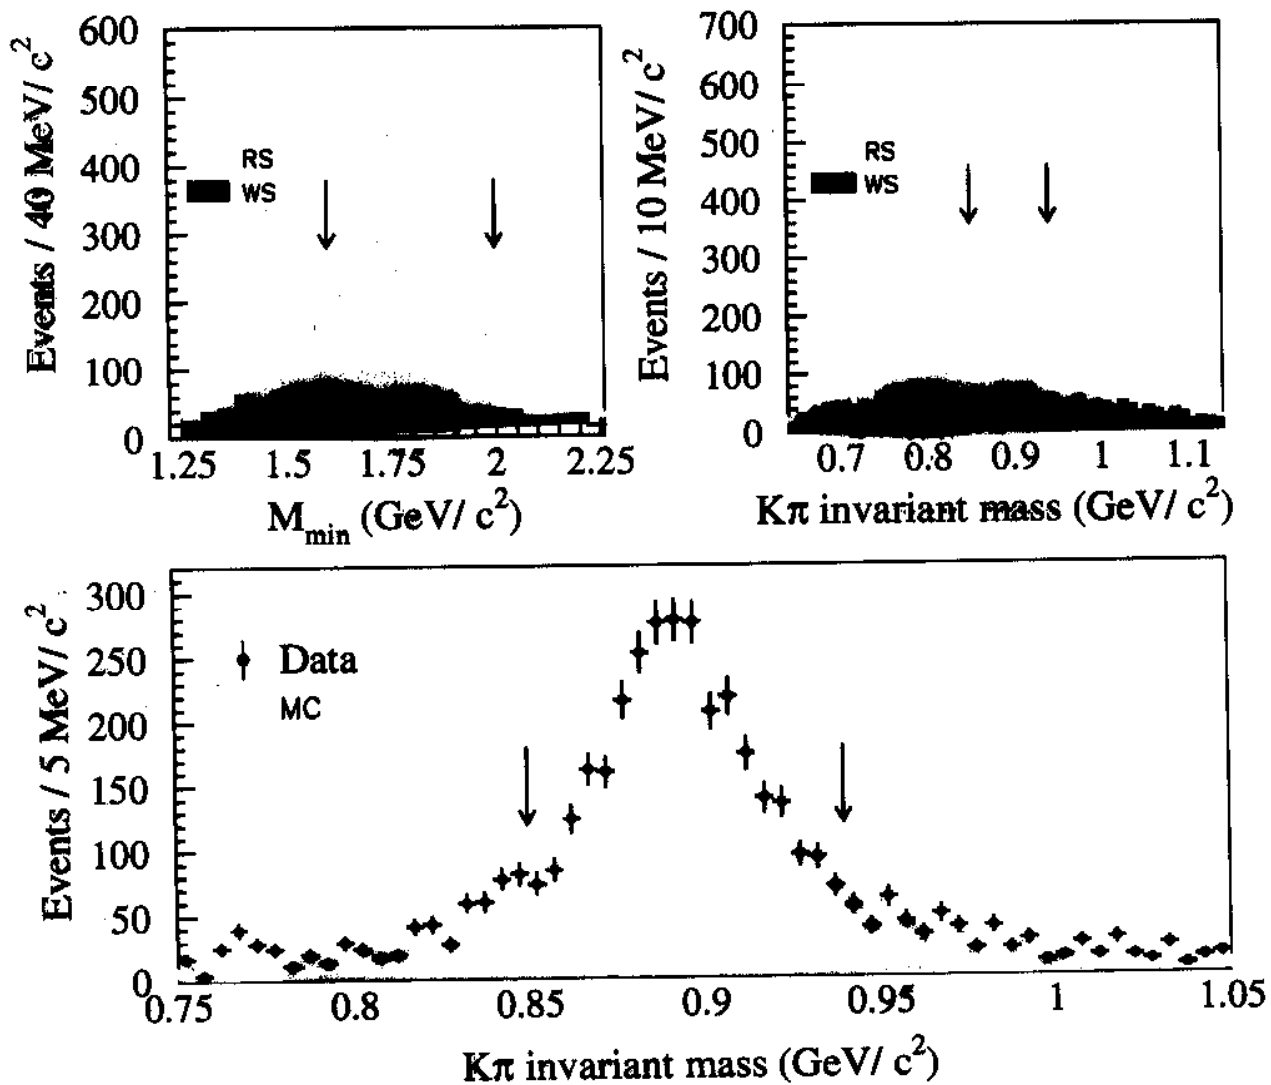 Events / 40 MeV/ c²
600
500
400
300
200
100
0
RS
WS
1.25 1.5 1.75 2 2.25
M_min (GeV/ c²)
Events / 10 MeV/ c²
700
600
500
400
300
200
100
0
RS
WS
0.7 0.8 0.9 1 1.1
Kπ invariant mass (GeV/ c²)
Events / 5 MeV/ c²
300
250
200
150
100
50
0
Data
MC
0.75 0.8 0.85 0.9 0.95 1 1.05
Kπ invariant mass (GeV/ c²)